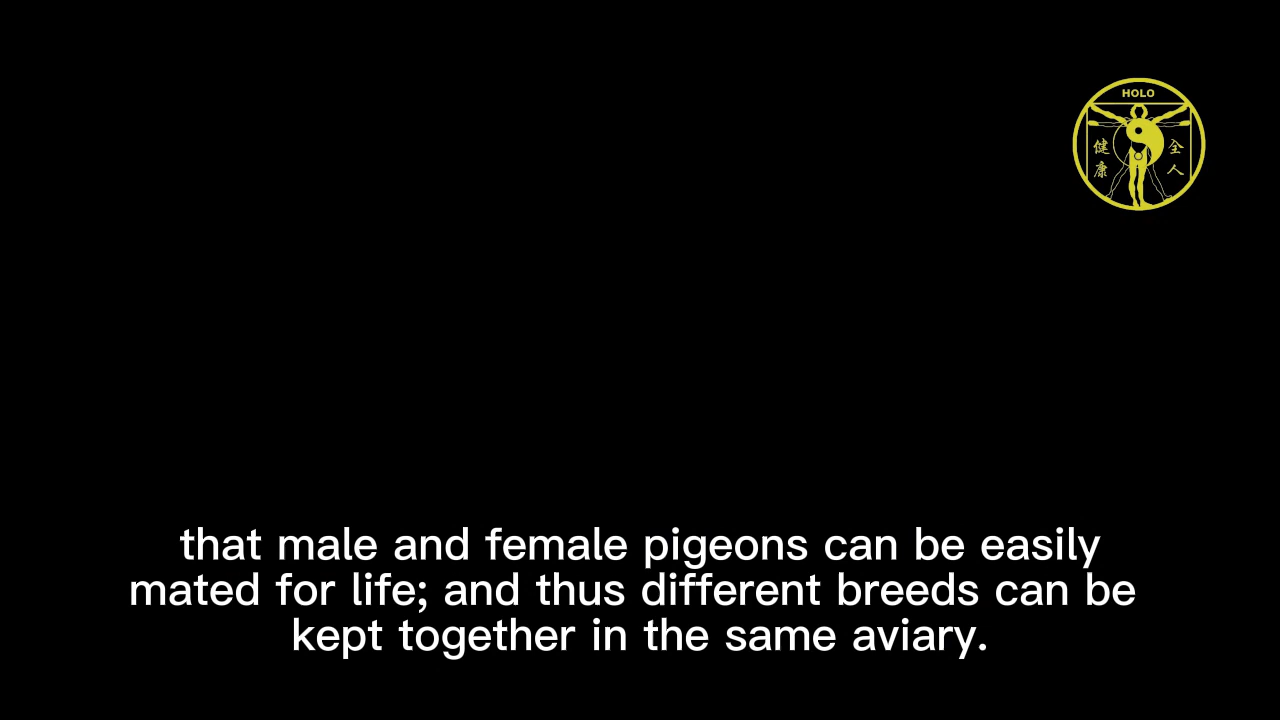 HOLO
健 全
康 人
that male and female pigeons can be easily
mated for life; and thus different breeds can be
kept together in the same aviary.